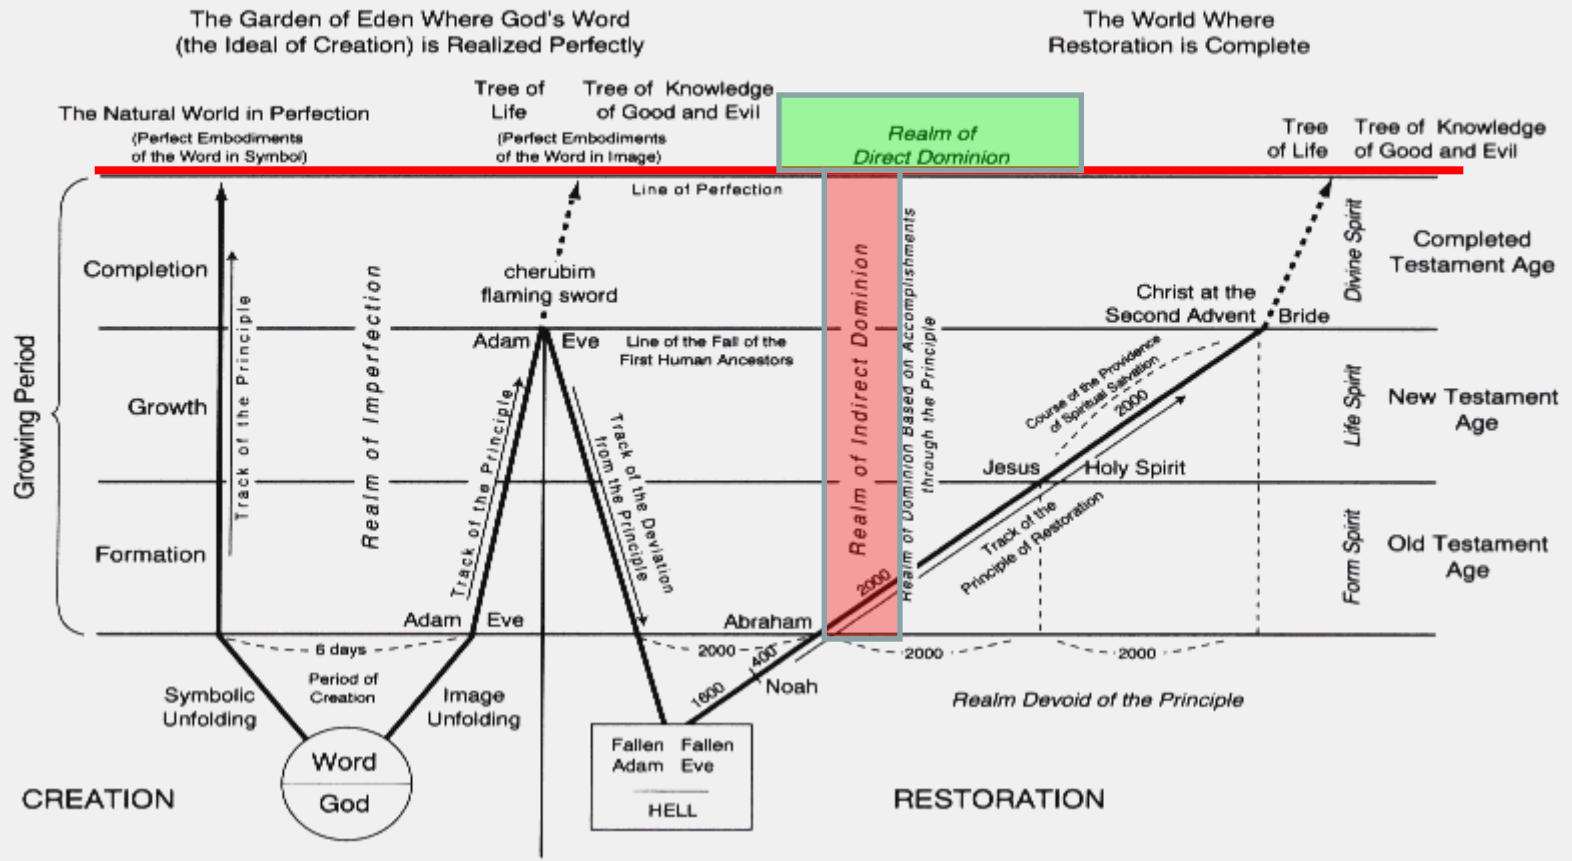 The Garden of Eden Where God's Word
(the Ideal of Creation) is Realized Perfectly
The World Where
Restoration is Complete
The Natural World in Perfection
(Perfect Embodiments
of the Word in Symbol)
Tree of
Life
Tree of Knowledge
of Good and Evil
(Perfect Embodiments
of the Word in Image)
Realm of
Direct Dominion
Tree
of Life
Tree of Knowledge
of Good and Evil
Line of Perfection
Growing Period
Completion
Growth
Formation
Track of the Principle
Realm of Imperfection
cherubim
flaming sword
Adam
Eve
Line of the Fall of the
First Human Ancestors
Track of the Principle
Track of the Deviation
from the Principle
Realm of Indirect Dominion
Realm of Dominion Based on Accomplishments
through the Principle
Christ at the
Second Advent
Bride
Course of the Providence
of Spiritual Salvation
2000
Jesus
Holy Spirit
Track of the
Principle of Restoration
2000
Divine Spirit
Life Spirit
Form Spirit
Completed
Testament Age
New Testament
Age
Old Testament
Age
Adam
Eve
Abraham
6 days
2000
400
1600
Noah
2000
2000
Period of
Creation
Symbolic
Unfolding
Image
Unfolding
Realm Devoid of the Principle
Word
God
Fallen Fallen
Adam Eve
HELL
CREATION
RESTORATION